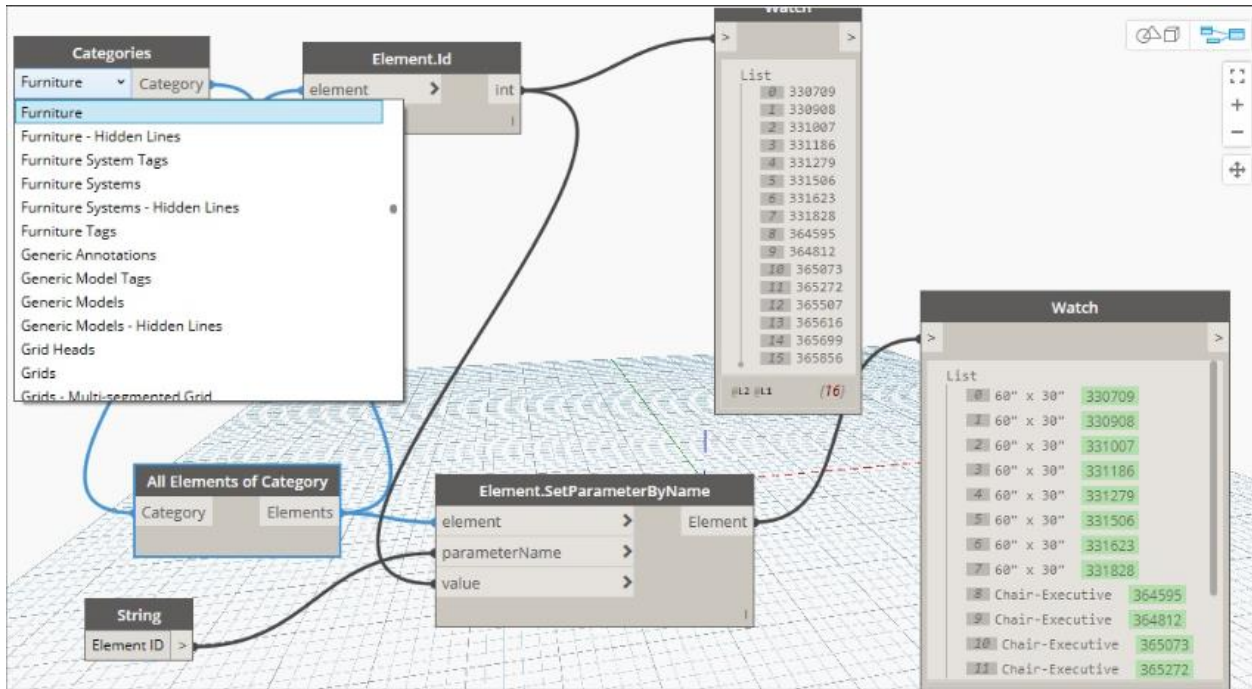 Categories
Furniture
Category
Furniture
Furniture - Hidden Lines
Furniture System Tags
Furniture Systems
Furniture Systems - Hidden Lines
Furniture Tags
Generic Annotations
Generic Model Tags
Generic Models
Generic Models - Hidden Lines
Grid Heads
Grids
Grids - Multi-segmented Grid
Element.Id
element > int
Watch
> >
List
0 330709
1 330908
2 331007
3 331186
4 331279
5 331506
6 331623
7 331828
8 364595
9 364812
10 365073
11 365272
12 365507
13 365616
14 365699
15 365856
@L2 @L1 {16}
All Elements of Category
Category Elements
String
Element ID >
Element.SetParameterByName
element > Element
parameterName >
value >
Watch
> >
List
0 60" x 30" 330709
1 60" x 30" 330908
2 60" x 30" 331007
3 60" x 30" 331186
4 60" x 30" 331279
5 60" x 30" 331506
6 60" x 30" 331623
7 60" x 30" 331828
8 Chair-Executive 364595
9 Chair-Executive 364812
10 Chair-Executive 365073
11 Chair-Executive 365272